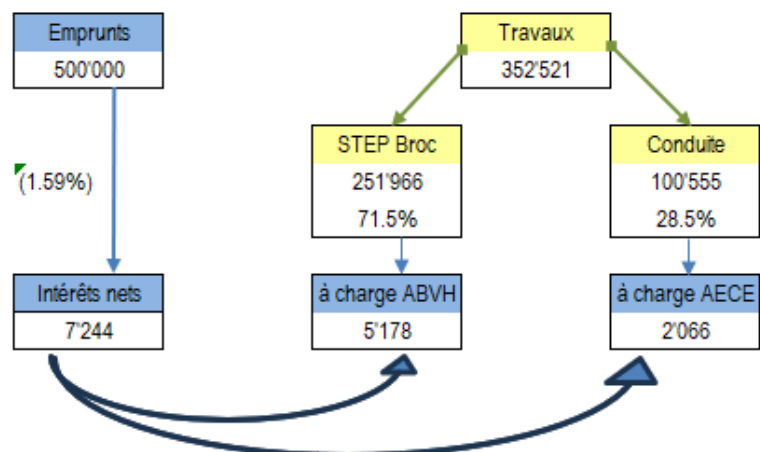 Emprunts
500'000
Travaux
352'521
(1.59%)
STEP Broc
251'966
71.5%
Conduite
100'555
28.5%
Intérêts nets
7'244
à charge ABVH
5'178
à charge AECE
2'066